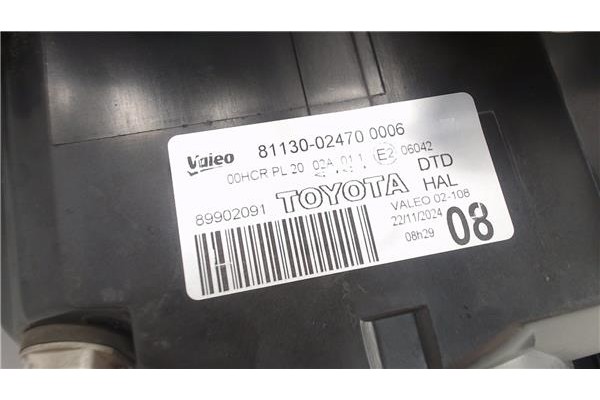 Valeo 81130-02470 0006
00HCR PL 20 02A 01 1 E2 06042
89902091 TOYOTA DTD
HAL
VALEO 02-108
22/11/2024
08h29 08